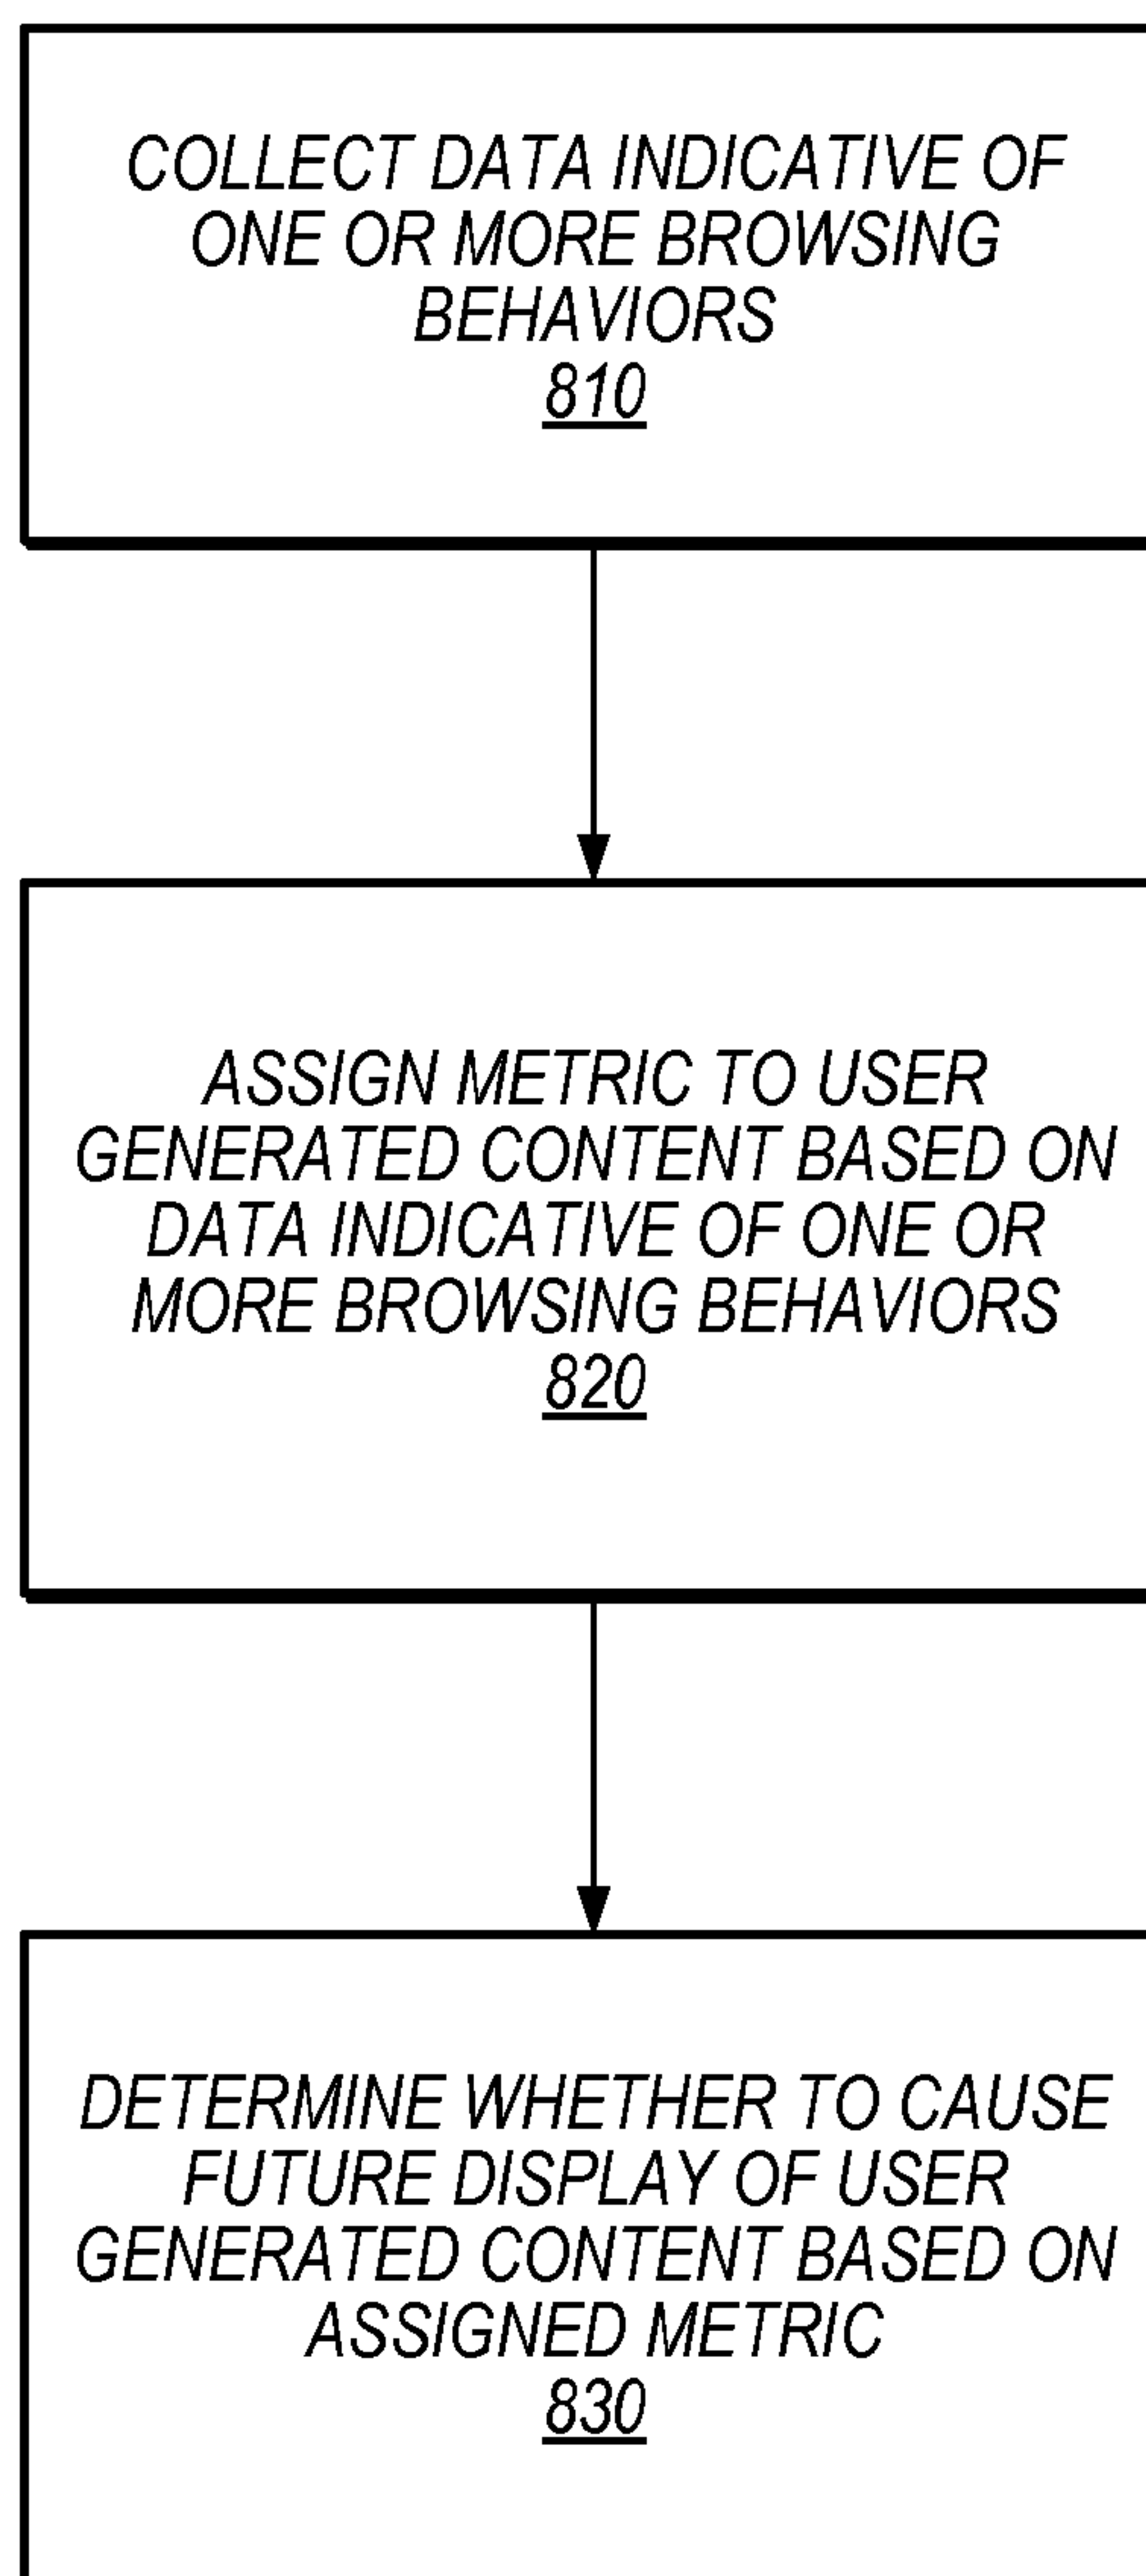 COLLECT DATA INDICATIVE OF
ONE OR MORE BROWSING
BEHAVIORS
810
ASSIGN METRIC TO USER
GENERATED CONTENT BASED ON
DATA INDICATIVE OF ONE OR
MORE BROWSING BEHAVIORS
820
DETERMINE WHETHER TO CAUSE
FUTURE DISPLAY OF USER
GENERATED CONTENT BASED ON
ASSIGNED METRIC
830